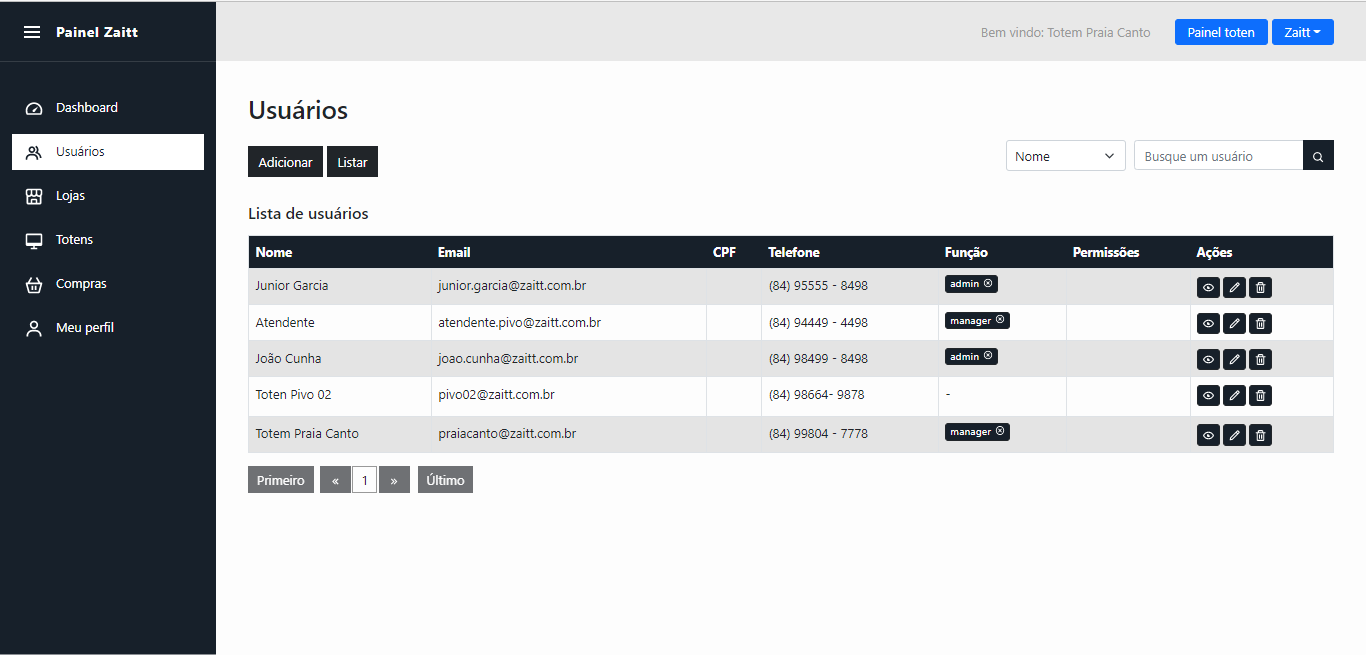 Painel Zaitt
Bem vindo: Totem Praia Canto
Painel toten
Zaitt
Dashboard
Usuários
Lojas
Totens
Compras
Meu perfil
Usuários
Adicionar
Listar
Nome
Busque um usuário
Lista de usuários
Nome Email CPF Telefone Função Permissões Ações
Junior Garcia junior.garcia@zaitt.com.br (84) 95555 - 8498 admin
Atendente atendente.pivo@zaitt.com.br (84) 94449 - 4498 manager
João Cunha joao.cunha@zaitt.com.br (84) 98499 - 8498 admin
Toten Pivo 02 pivo02@zaitt.com.br (84) 98664- 9878 -
Totem Praia Canto praiacanto@zaitt.com.br (84) 99804 - 7778 manager
Primeiro « 1 » Último